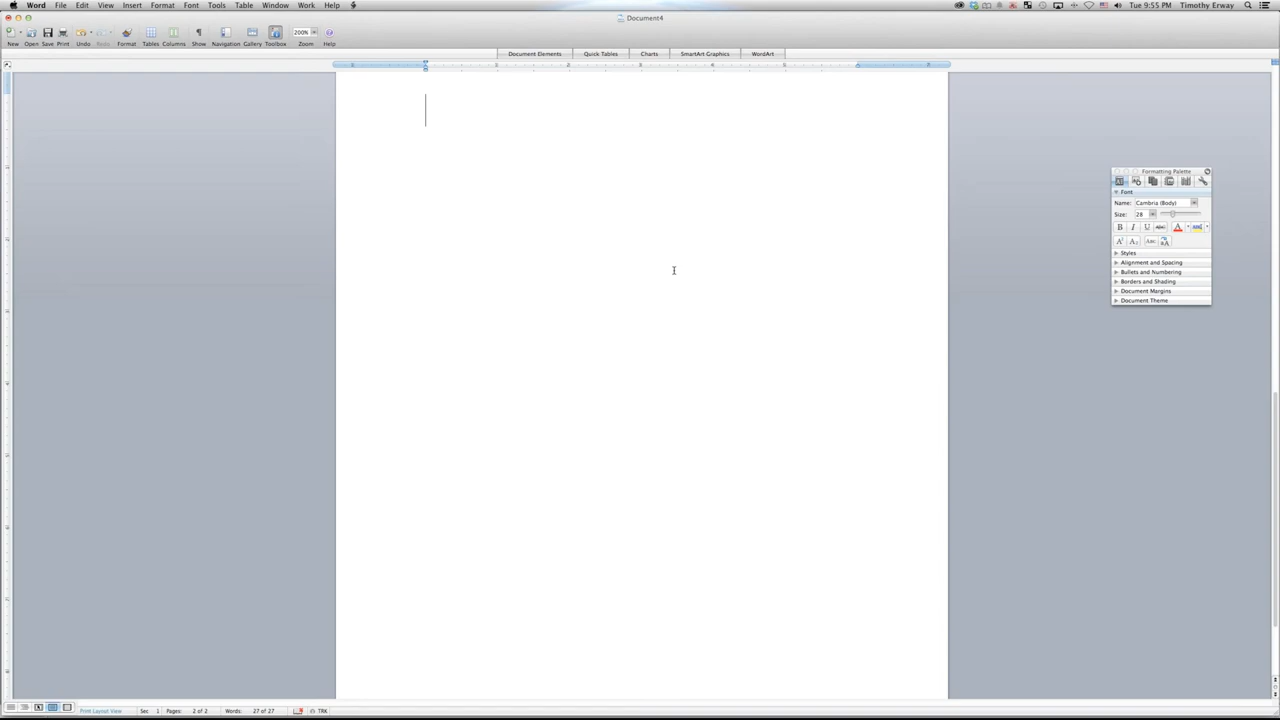 Word File Edit View Insert Format Font Tools Table Window Work Help Tue 9:55 PM Timothy Erway
Document4
200%
New Open Save Print Undo Redo Format Tables Columns Show Navigation Gallery Toolbox Zoom Help
Document Elements Quick Tables Charts SmartArt Graphics WordArt
Formatting Palette
Font
Name: Cambria (Body)
Size: 28
B I U ABC A
A A2 Abc
Styles
Alignment and Spacing
Bullets and Numbering
Borders and Shading
Document Margins
Document Theme
Print Layout View Sec 1 Pages: 2 of 2 Words: 27 of 27 TRK